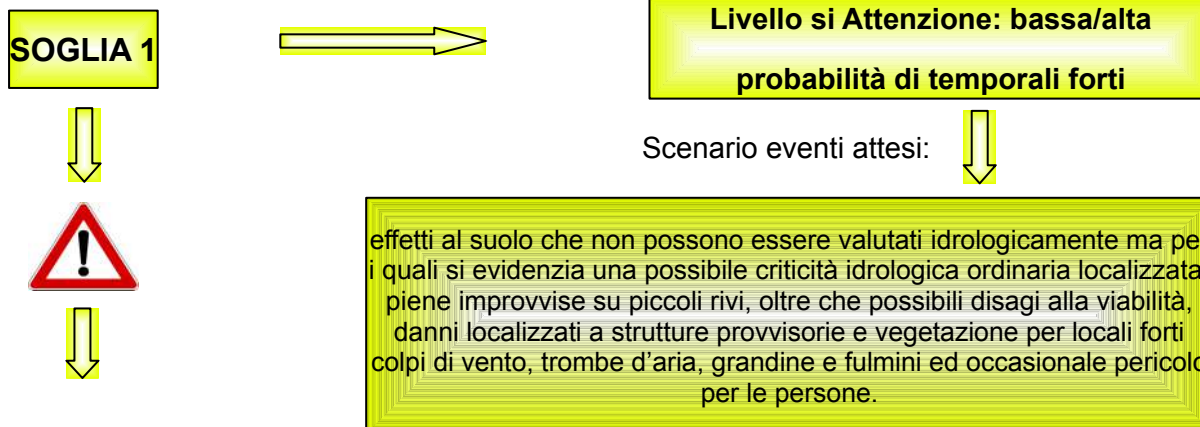 SOGLIA 1
Livello si Attenzione: bassa/alta
probabilità di temporali forti
Scenario eventi attesi:
effetti al suolo che non possono essere valutati idrologicamente ma pe
i quali si evidenzia una possibile criticità idrologica ordinaria localizzata
piene improvvise su piccoli rivi, oltre che possibili disagi alla viabilità,
danni localizzati a strutture provvisorie e vegetazione per locali forti
colpi di vento, trombe d’aria, grandine e fulmini ed occasionale pericolo
per le persone.